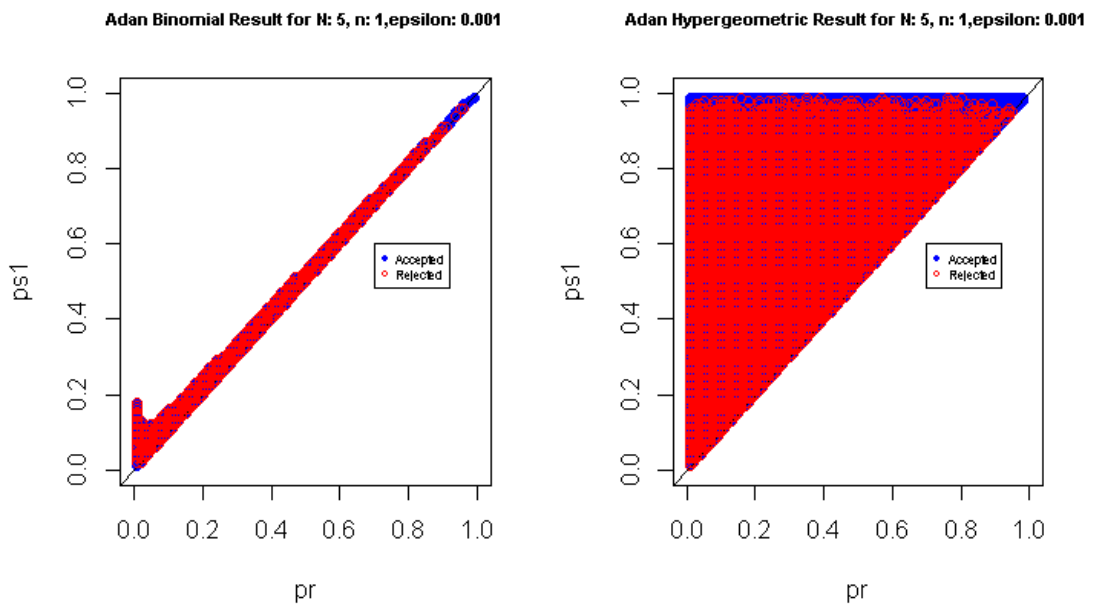 Adan Binomial Result for N: 5, n: 1,epsilon: 0.001
ps1
1.0
0.8
0.6
0.4
0.2
0.0
Accepted
Rejected
0.0 0.2 0.4 0.6 0.8 1.0
pr
Adan Hypergeometric Result for N: 5, n: 1,epsilon: 0.001
ps1
1.0
0.8
0.6
0.4
0.2
0.0
Accepted
Rejected
0.0 0.2 0.4 0.6 0.8 1.0
pr